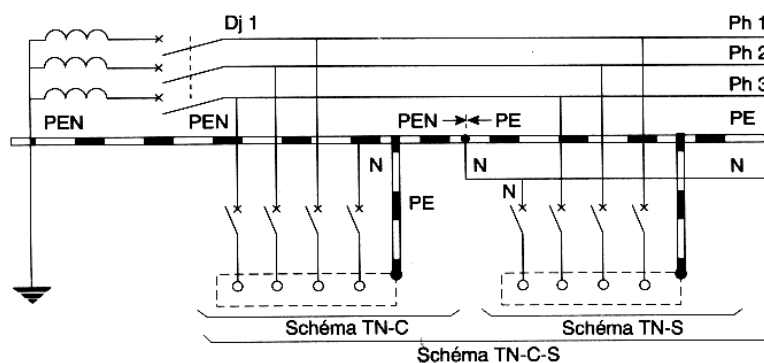 Dj 1
Ph 1
Ph 2
Ph 3
PEN
PEN
PEN
PE
PE
N
N
N
N
PE
Schéma TN-C
Schéma TN-S
Schéma TN-C-S